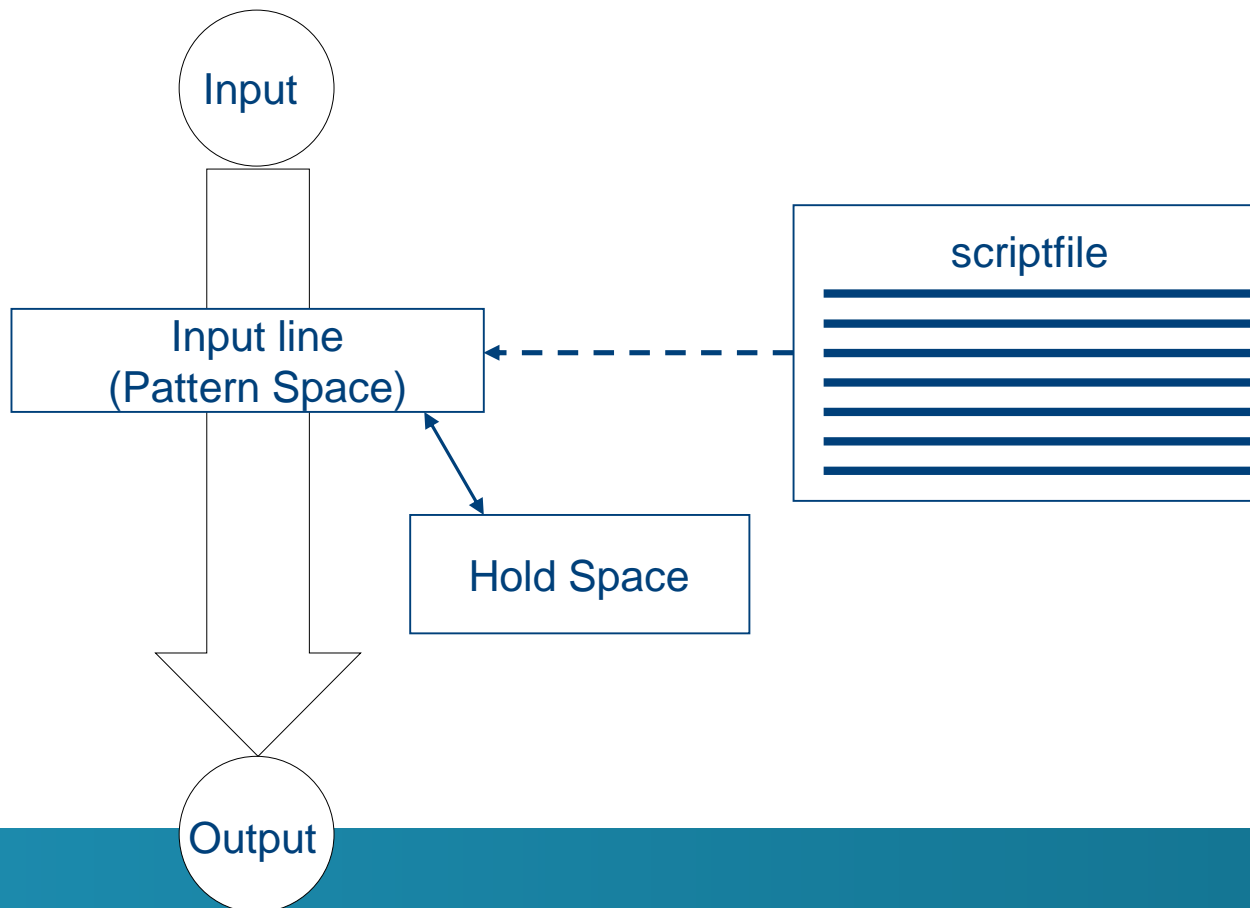 Input
scriptfile
Input line
(Pattern Space)
Hold Space
Output